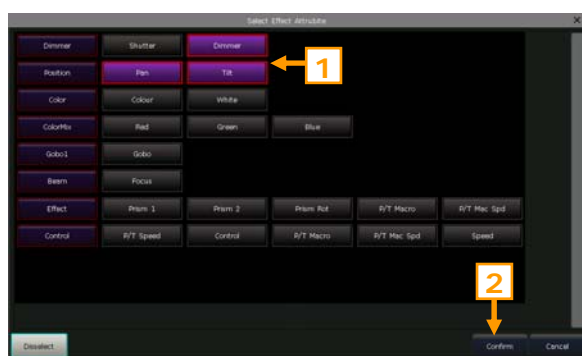 Select Effect Attrubite X
Dimmer Shutter Dimmer
1
Position Pan Tilt
Color Colour White
ColorMix Red Green Blue
Gobo1 Gobo
Beam Focus
Effect Prism 1 Prism 2 Prism Rot P/T Macro P/T Mac Spd
Control P/T Speed Control P/T Macro P/T Mac Spd Speed
2
Disselect Confirm Cancel